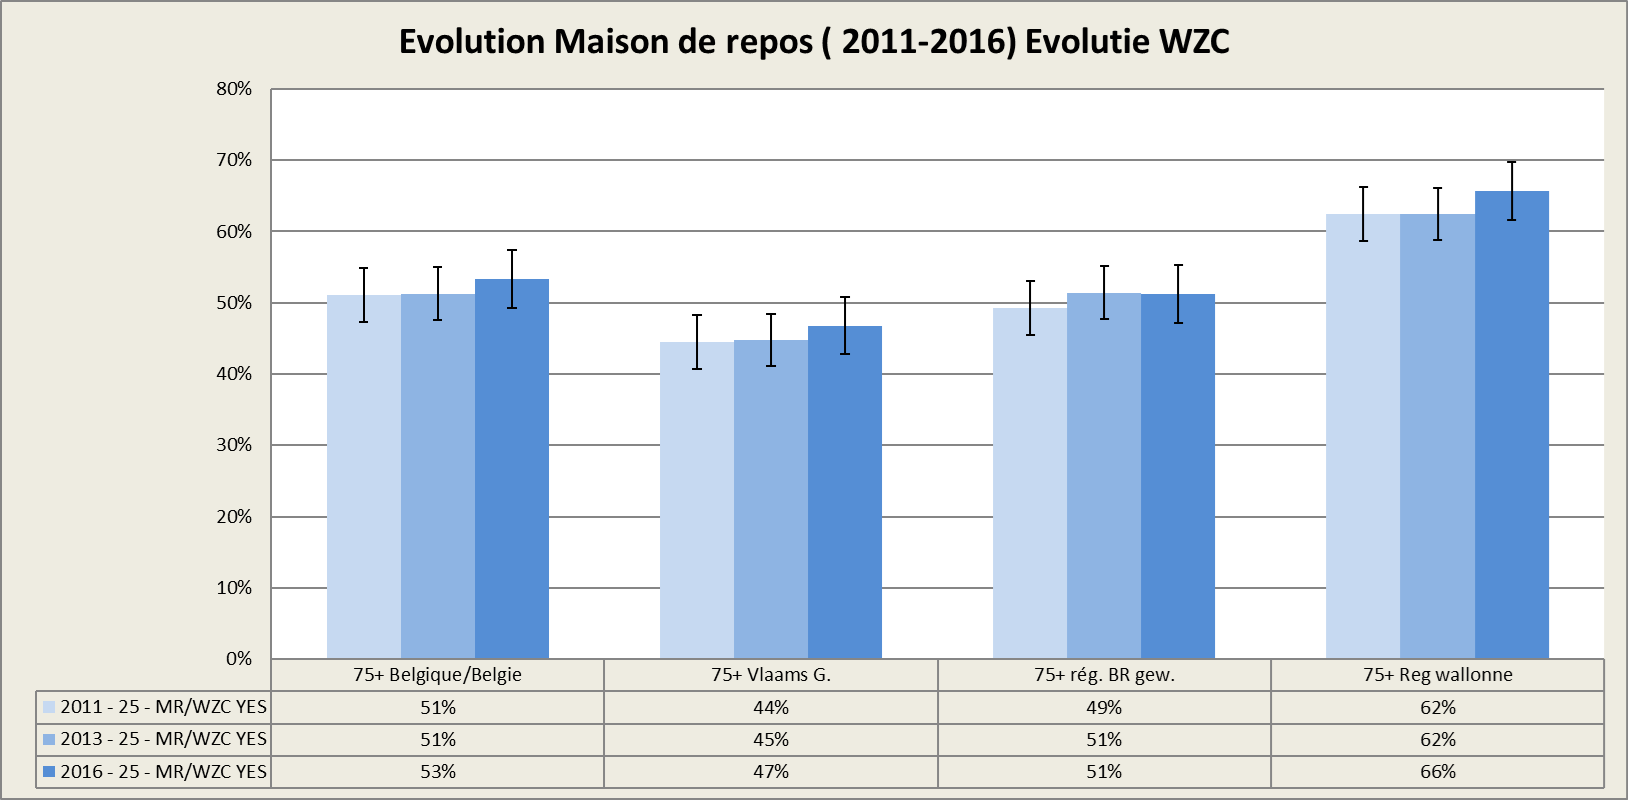 Evolution Maison de repos ( 2011-2016) Evolutie WZC
80%
70%
60%
50%
40%
30%
20%
10%
0%
75+ Belgique/Belgie 75+ Vlaams G. 75+ rég. BR gew. 75+ Reg wallonne
2011 - 25 - MR/WZC YES 51% 44% 49% 62%
2013 - 25 - MR/WZC YES 51% 45% 51% 62%
2016 - 25 - MR/WZC YES 53% 47% 51% 66%